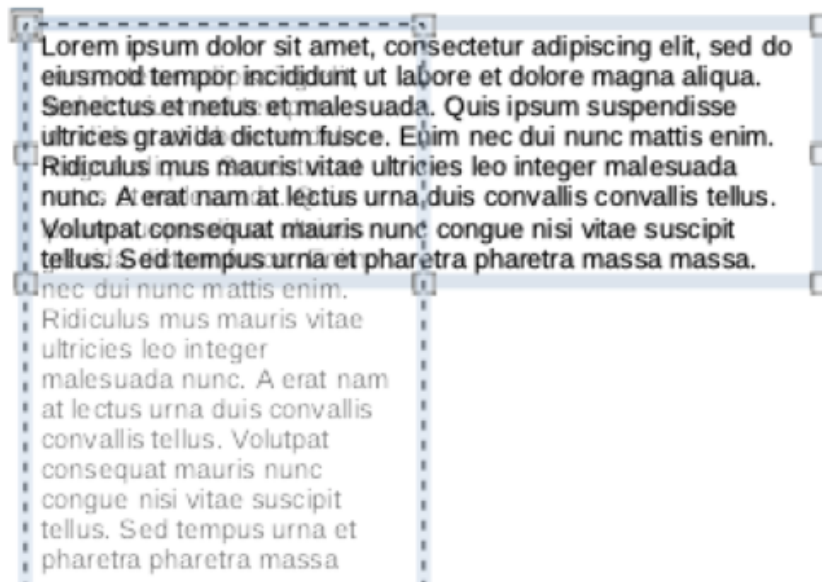 Lorem ipsum dolor sit amet, consectetur adipiscing elit, sed do
eiusmod tempor incididunt ut labore et dolore magna aliqua.
Senectus et netus et malesuada. Quis ipsum suspendisse
ultrices gravida dictum fusce. Enim nec dui nunc mattis enim.
Ridiculus mus mauris vitae ultricies leo integer malesuada
nunc. A erat nam at lectus urna duis convallis convallis tellus.
Volutpat consequat mauris nunc congue nisi vitae suscipit
tellus. Sed tempus urna et pharetra pharetra massa massa.
nec dui nunc mattis enim.
Ridiculus mus mauris vitae
ultricies leo integer
malesuada nunc. A erat nam
at lectus urna duis convallis
convallis tellus. Volutpat
consequat mauris nunc
congue nisi vitae suscipit
tellus. Sed tempus urna et
pharetra pharetra massa